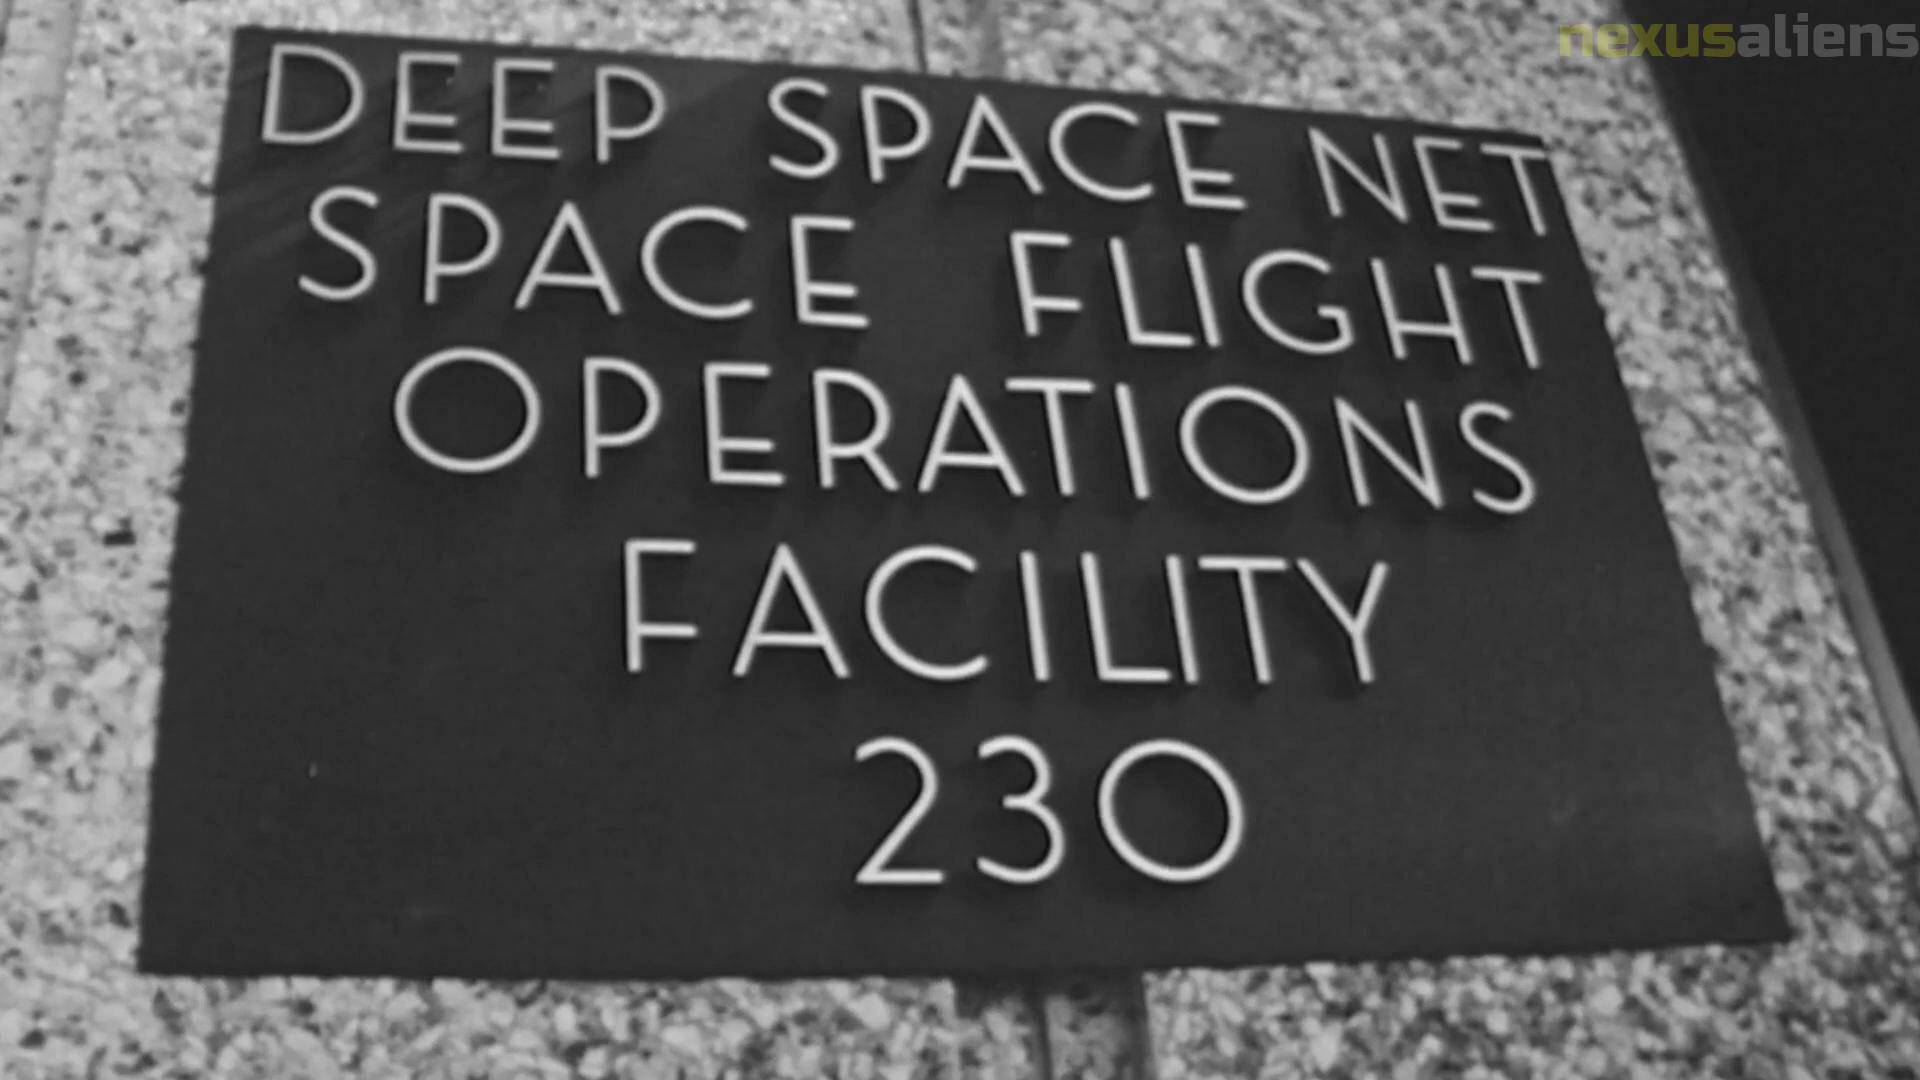 nexusaliens
DEEP SPACE NET
SPACE FLIGHT
OPERATIONS
FACILITY
230